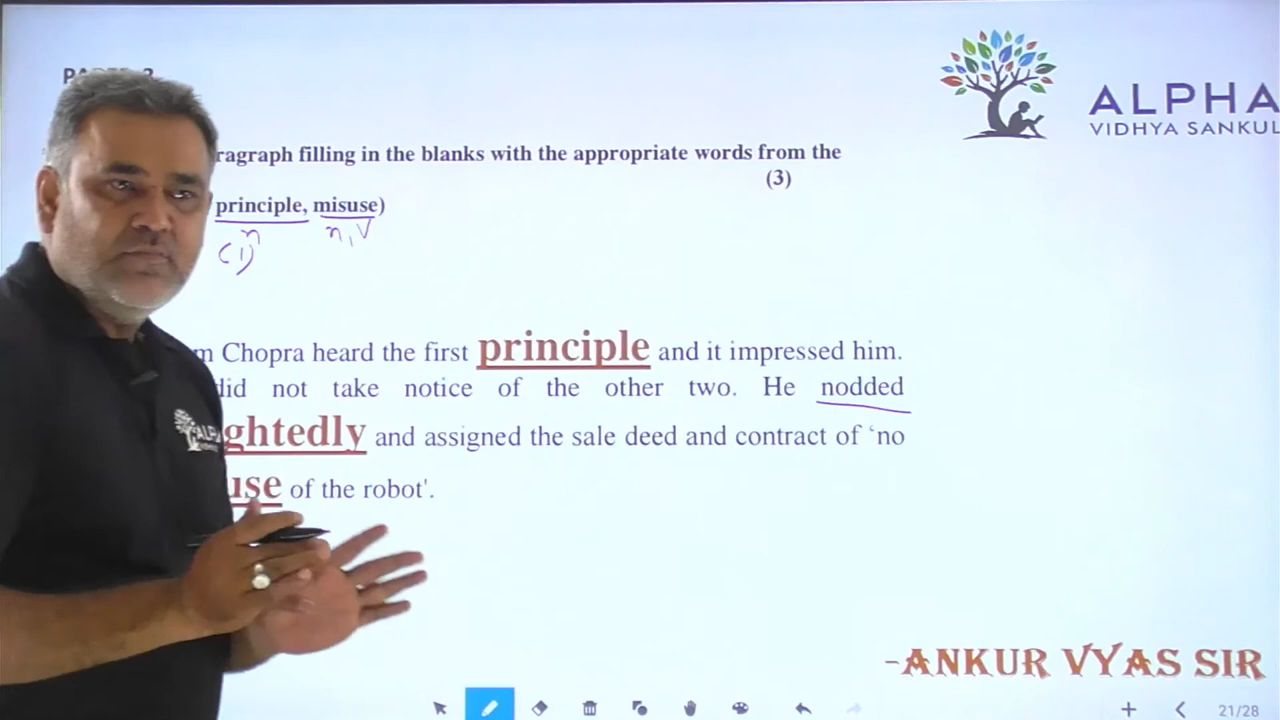 ALPHA
VIDHYA SANKUL
ragraph filling in the blanks with the appropriate words from the
(3)
principle, misuse)
n
n, V
(1)
m Chopra heard the first principle and it impressed him.
did not take notice of the other two. He nodded
ghtedly and assigned the sale deed and contract of ‘no
use of the robot'.
-ANKUR VYAS SIR
21/28